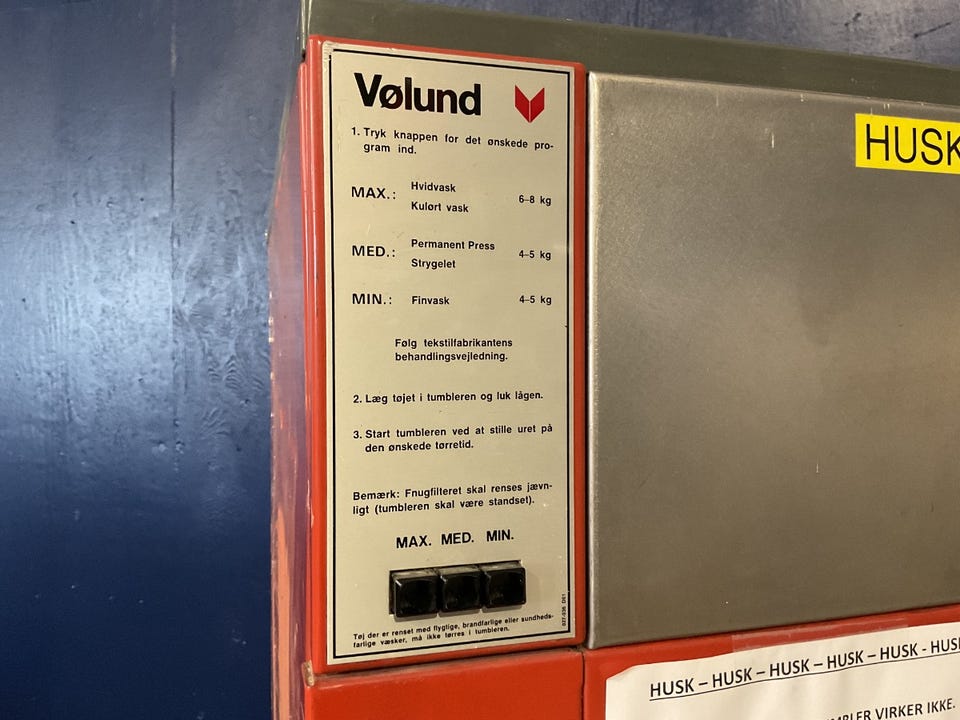 Vølund
1. Tryk knappen for det ønskede pro-
gram ind.
MAX.: Hvidvask
Kulørt vask 6–8 kg
MED.: Permanent Press
Strygelet 4–5 kg
MIN.: Finvask 4–5 kg
Følg tekstilfabrikantens
behandlingsvejledning.
2. Læg tøjet i tumbleren og luk lågen.
3. Start tumbleren ved at stille uret på
den ønskede tørretid.
Bemærk: Fnugfilteret skal renses jævn-
ligt (tumbleren skal være standset).
MAX. MED. MIN.
Tøj der er renset med flygtige, brandfarlige eller sundheds-
farlige væsker, må ikke tørres i tumbleren.
HUSK
HUSK – HUSK – HUSK – HUSK – HUSK - HUSK
VIRKER IKKE.